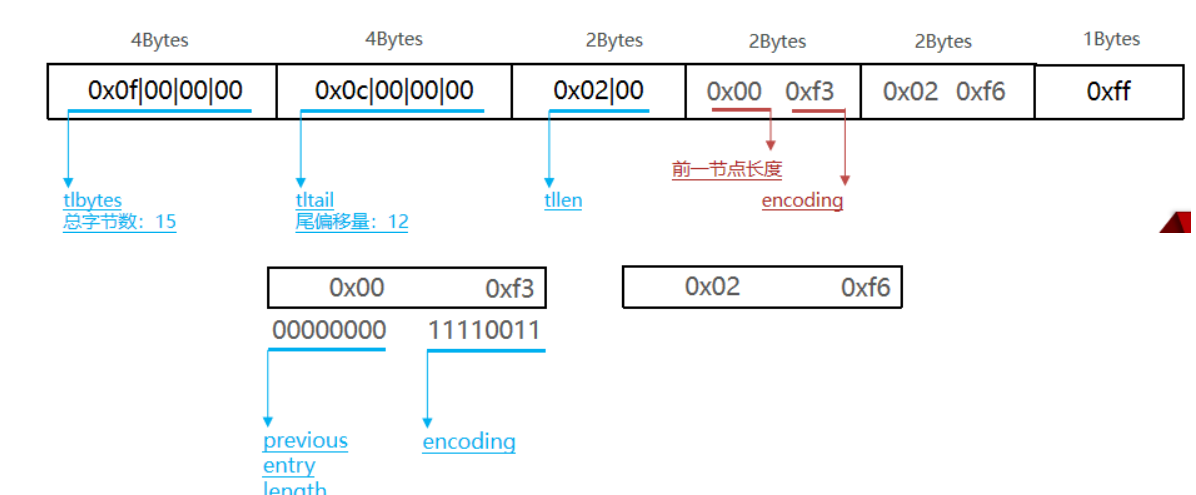 4Bytes 4Bytes 2Bytes 2Bytes 2Bytes 1Bytes
0x0f|00|00|00 0x0c|00|00|00 0x02|00 0x00 0xf3 0x02 0xf6 0xff
前一节点长度
tlbytes tltail tllen encoding
总字节数：15 尾偏移量：12
0x00 0xf3 0x02 0xf6
00000000 11110011
previous encoding
entry
length